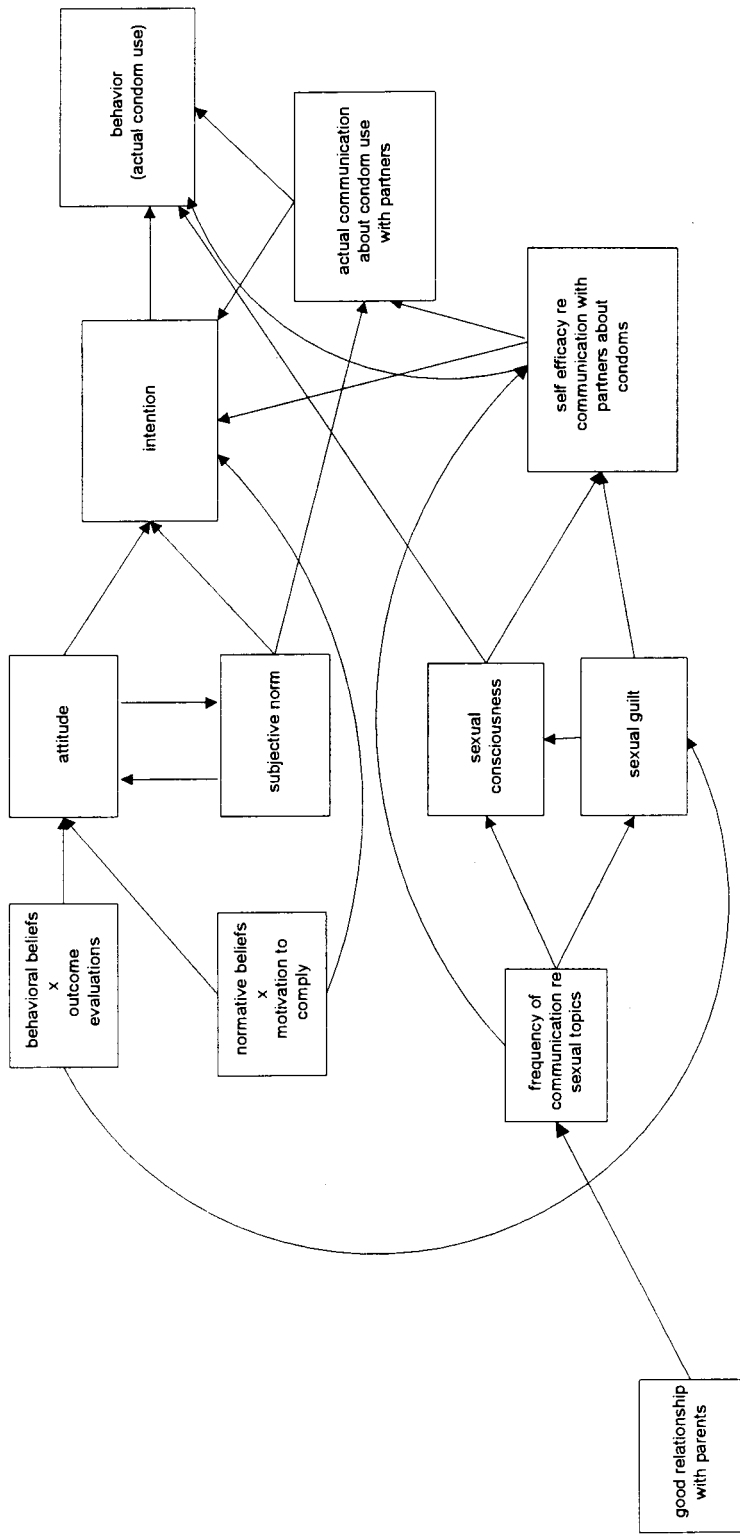 behavioral beliefs
x
outcome
evaluations
attitude
behavior
(actual condom use)
normative beliefs
x
motivation to
comply
subjective norm
intention
actual communication
about condom use
with partners
frequency of
communication re
sexual topics
sexual
consciousness
sexual guilt
self efficacy re
communication with
partners about
condoms
good relationship
with parents